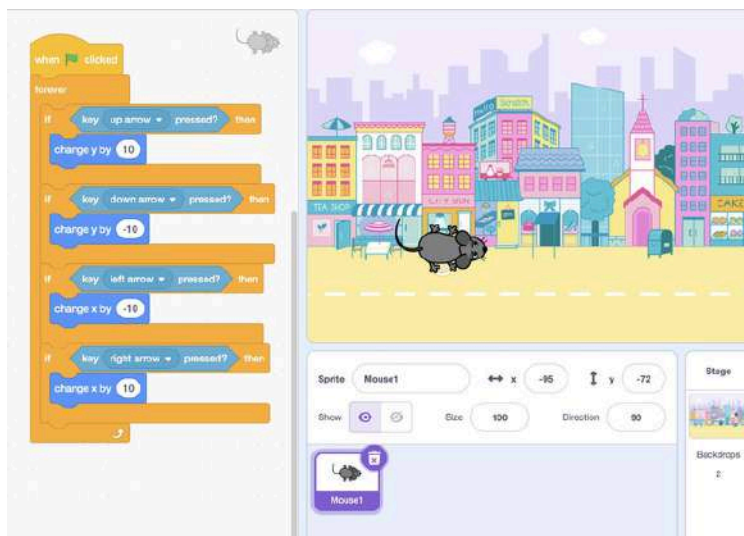 when clicked
forever
if key up arrow pressed? then
change y by 10
if key down arrow pressed? then
change y by -10
if key left arrow pressed? then
change x by -10
if key right arrow pressed? then
change x by 10
TEA SHOP
CAKE
Sprite Mouse1 x -95 y -72
Show Size 100 Direction 90
Mouse1
Stage
Backdrops
2